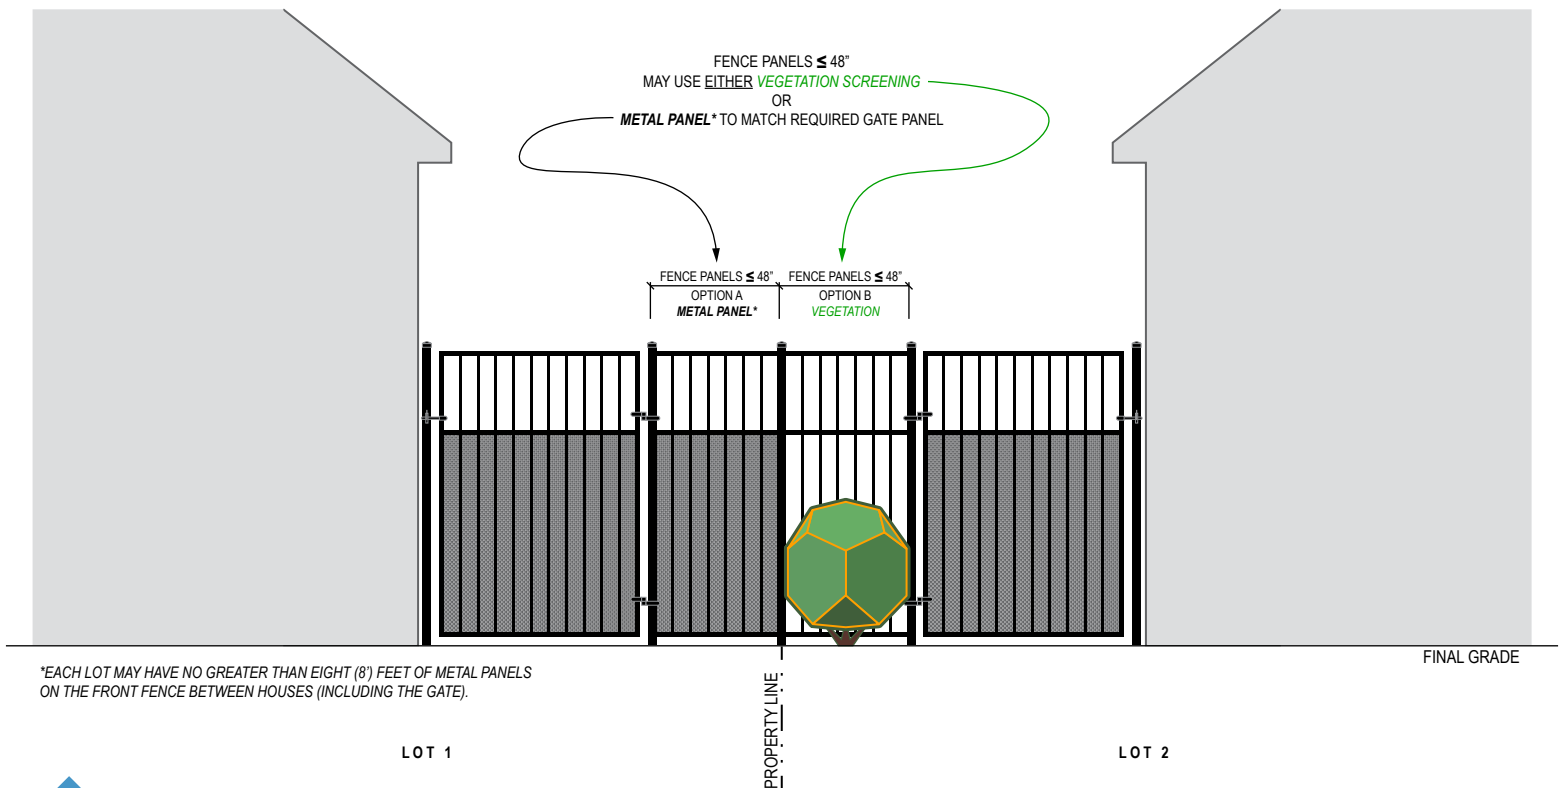 FENCE PANELS ≤ 48"
MAY USE EITHER VEGETATION SCREENING
OR
METAL PANEL* TO MATCH REQUIRED GATE PANEL
FENCE PANELS ≤ 48"
OPTION A
METAL PANEL*
FENCE PANELS ≤ 48"
OPTION B
VEGETATION
FINAL GRADE
*EACH LOT MAY HAVE NO GREATER THAN EIGHT (8') FEET OF METAL PANELS
ON THE FRONT FENCE BETWEEN HOUSES (INCLUDING THE GATE).
PROPERTY LINE
LOT 1
LOT 2